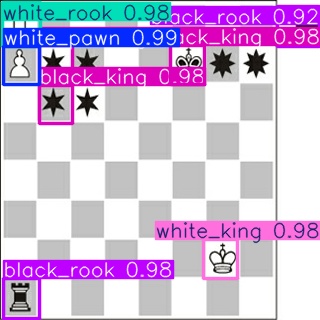 white_rook 0.98
black_rook 0.92
white_pawn 0.99
black_king 0.98
black_king 0.98
white_king 0.98
black_rook 0.98